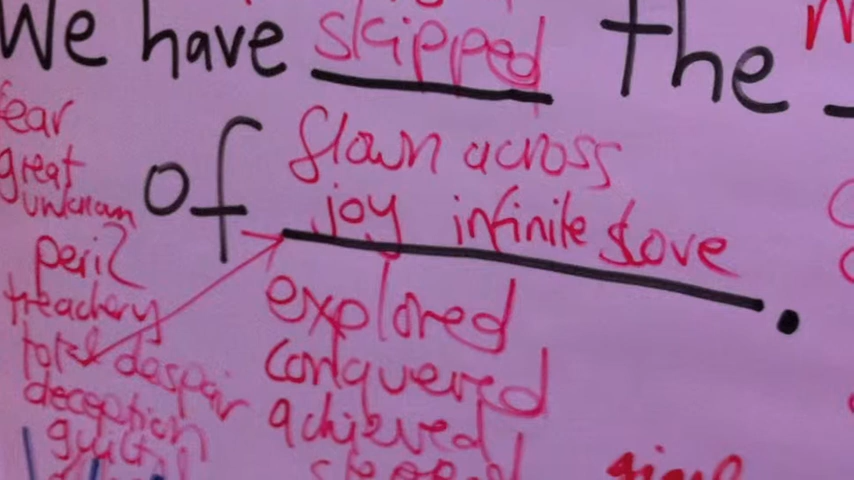 We have skipped the
fear
great
unknown
of flown across
joy infinite love .
peril
treachery
total despair
deception
guilt
explored
conquered
achieved